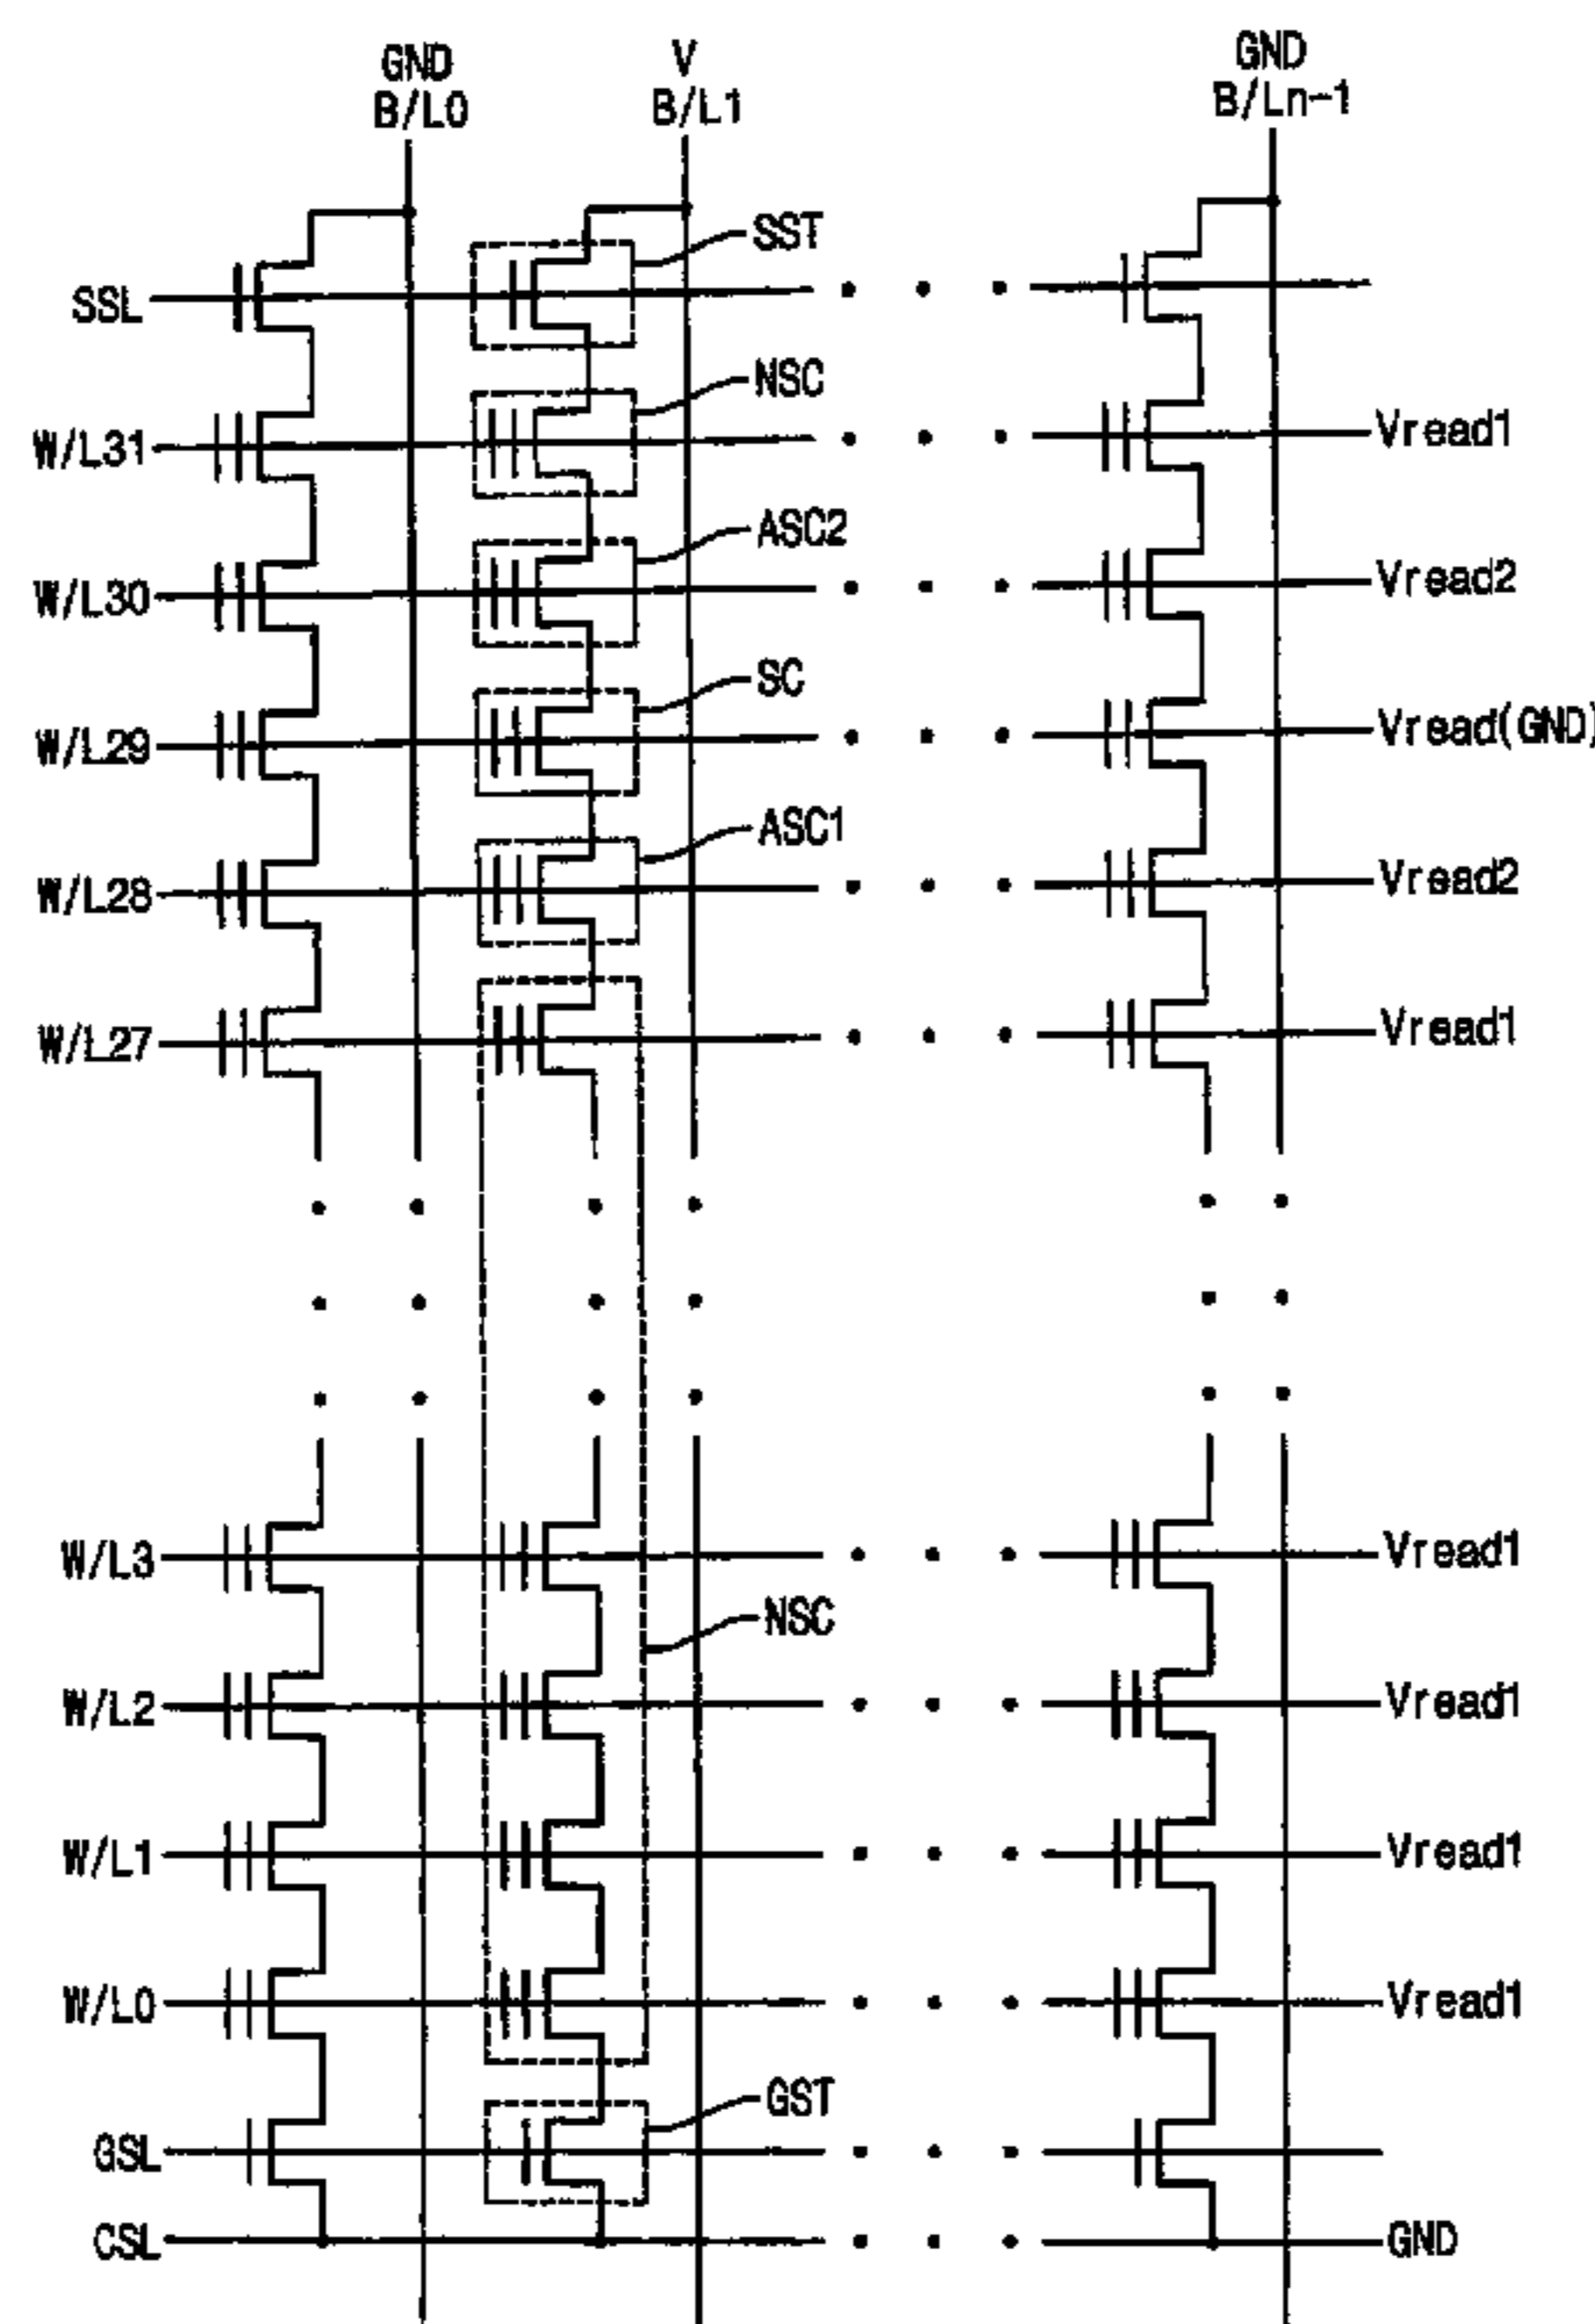 GND
B/L0
V
B/L1
GND
B/Ln-1
SST
SSL
NSC
W/L31
Vread1
ASC2
W/L30
Vread2
SC
W/L29
Vread(GND)
ASC1
W/L28
Vread2
W/L27
Vread1
W/L3
Vread1
NSC
W/L2
Vread1
W/L1
Vread1
W/L0
Vread1
GST
GSL
CSL
GND